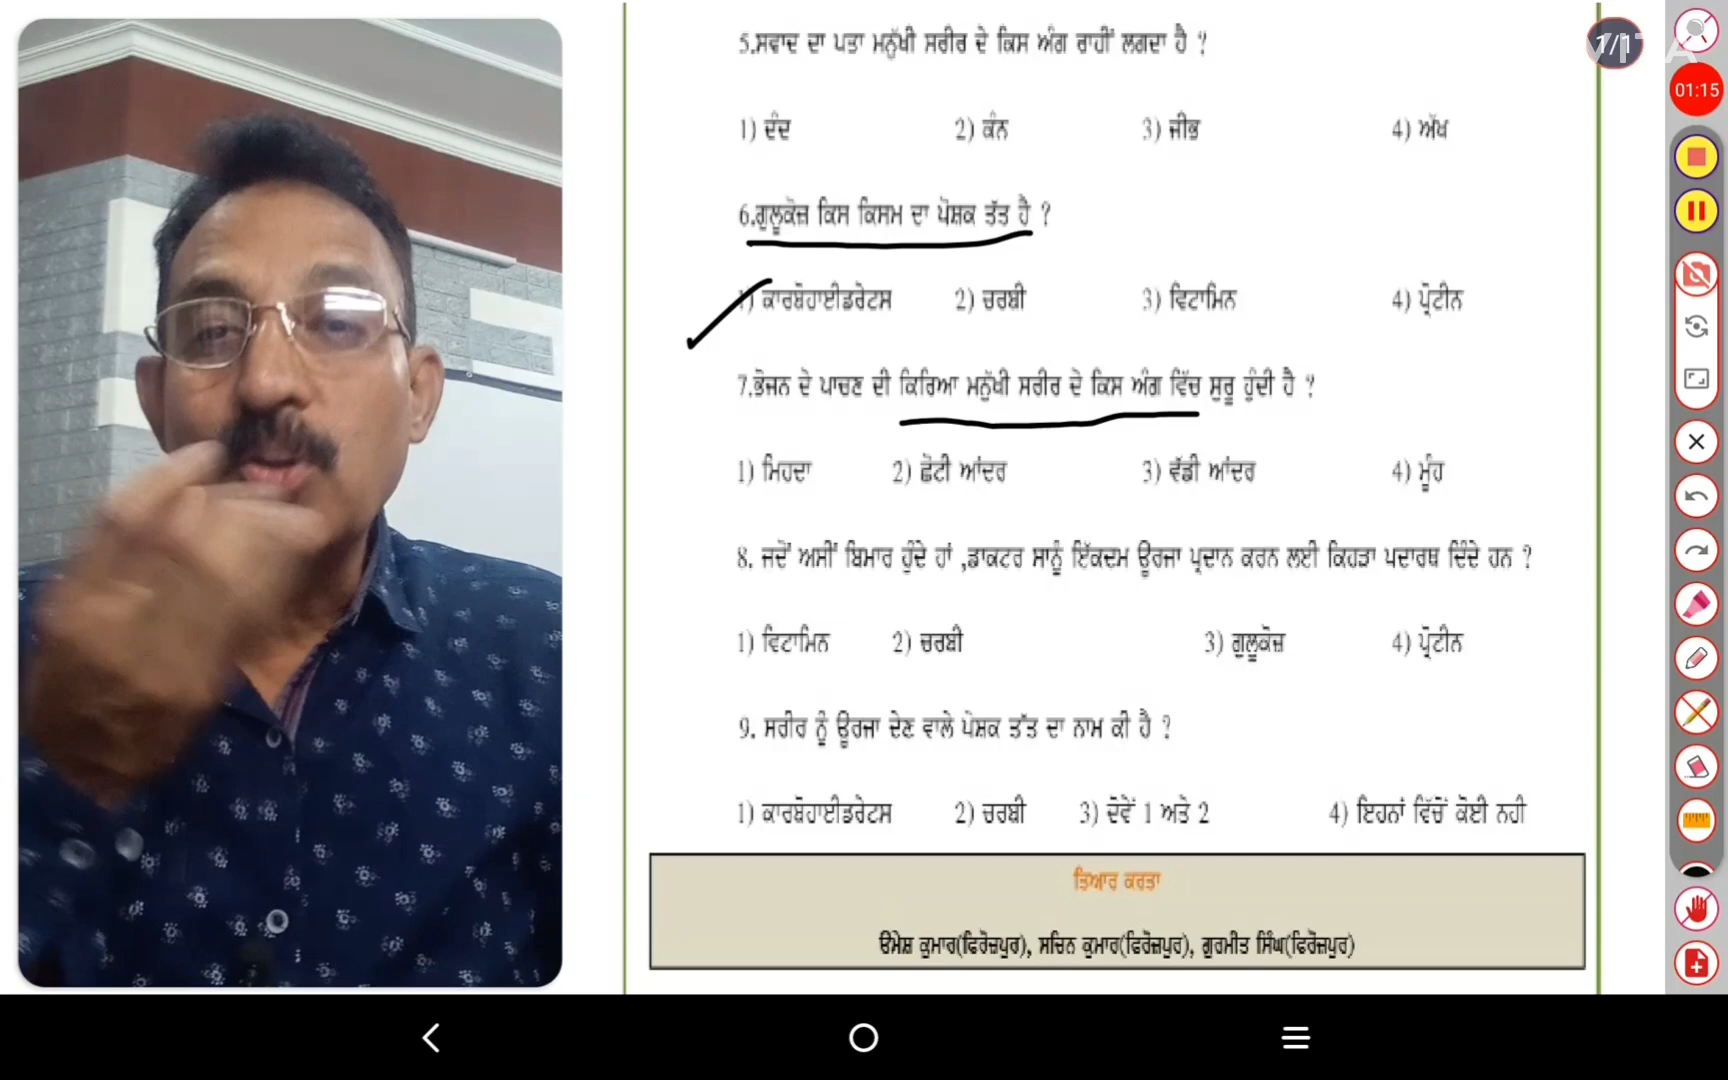 5.ਸਵਾਦ ਦਾ ਪਤਾ ਮਨੁੱਖੀ ਸਰੀਰ ਦੇ ਕਿਸ ਅੰਗ ਰਾਹੀਂ ਲਗਦਾ ਹੈ ?
1/1
01:15
1) ਦੰਦ 2) ਕੰਨ 3) ਜੀਭ 4) ਅੱਖ
6.ਗੁਲੂਕੋਜ਼ ਕਿਸ ਕਿਸਮ ਦਾ ਪੋਸ਼ਕ ਤੱਤ ਹੈ ?
1) ਕਾਰਬੋਹਾਈਡਰੇਟਸ 2) ਚਰਬੀ 3) ਵਿਟਾਮਿਨ 4) ਪ੍ਰੋਟੀਨ
7.ਭੋਜਨ ਦੇ ਪਾਚਣ ਦੀ ਕਿਰਿਆ ਮਨੁੱਖੀ ਸਰੀਰ ਦੇ ਕਿਸ ਅੰਗ ਵਿੱਚ ਸੁਰੂ ਹੁੰਦੀ ਹੈ ?
1) ਮਿਹਦਾ 2) ਛੋਟੀ ਆਂਦਰ 3) ਵੱਡੀ ਆਂਦਰ 4) ਮੂੰਹ
8. ਜਦੋਂ ਅਸੀਂ ਬਿਮਾਰ ਹੁੰਦੇ ਹਾਂ ,ਡਾਕਟਰ ਸਾਨੂੰ ਇੱਕਦਮ ਊਰਜਾ ਪ੍ਰਦਾਨ ਕਰਨ ਲਈ ਕਿਹੜਾ ਪਦਾਰਥ ਦਿੰਦੇ ਹਨ ?
1) ਵਿਟਾਮਿਨ 2) ਚਰਬੀ 3) ਗੁਲੂਕੋਜ਼ 4) ਪ੍ਰੋਟੀਨ
9. ਸਰੀਰ ਨੂੰ ਊਰਜਾ ਦੇਣ ਵਾਲੇ ਪੋਸ਼ਕ ਤੱਤ ਦਾ ਨਾਮ ਕੀ ਹੈ ?
1) ਕਾਰਬੋਹਾਈਡਰੇਟਸ 2) ਚਰਬੀ 3) ਦੋਵੇਂ 1 ਅਤੇ 2 4) ਇਹਨਾਂ ਵਿੱਚੋਂ ਕੋਈ ਨਹੀ
ਤਿਆਰ ਕਰਤਾ
ਓਮੇਸ਼ ਕੁਮਾਰ(ਫਿਰੋਜ਼ਪੁਰ), ਸਚਿਨ ਕੁਮਾਰ(ਫਿਰੋਜ਼ਪੁਰ), ਗੁਰਮੀਤ ਸਿੰਘ(ਫਿਰੋਜ਼ਪੁਰ)